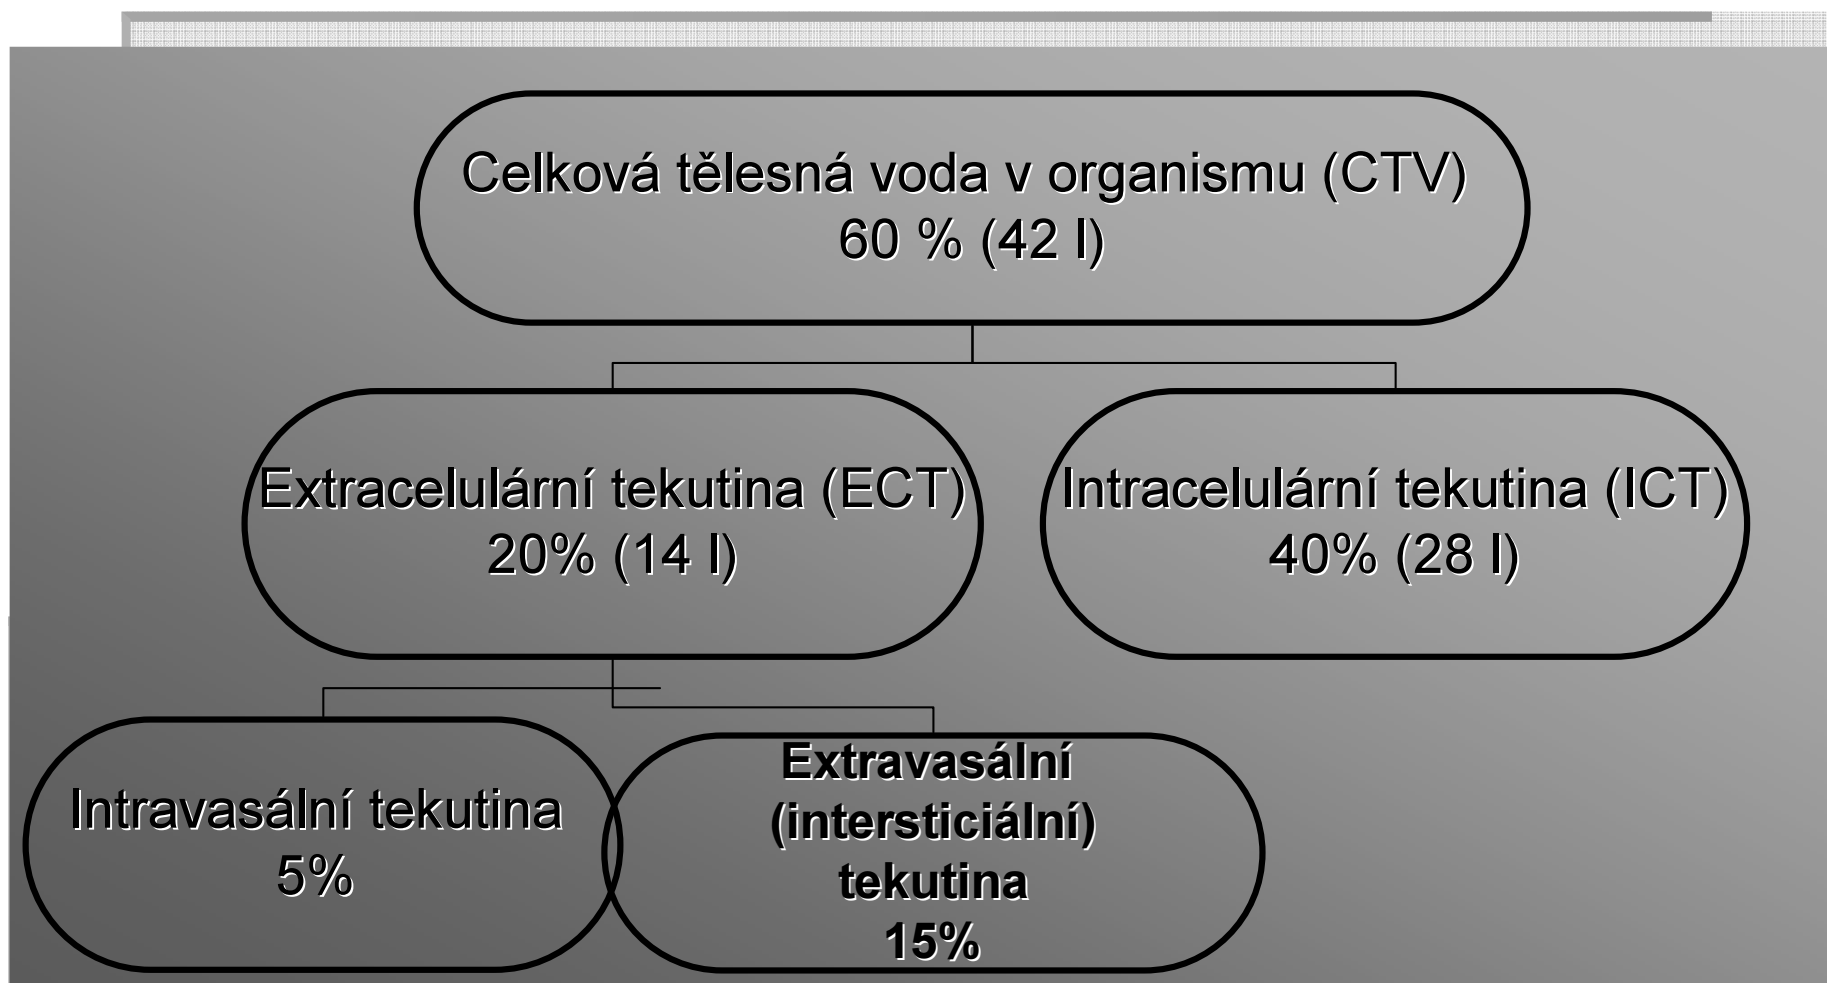 Celková tělesná voda v organismu (CTV)
60 % (42 l)
Extracelulární tekutina (ECT)
20% (14 l)
Intracelulární tekutina (ICT)
40% (28 l)
Intravasální tekutina
5%
Extravasální
(intersticiální)
tekutina
15%